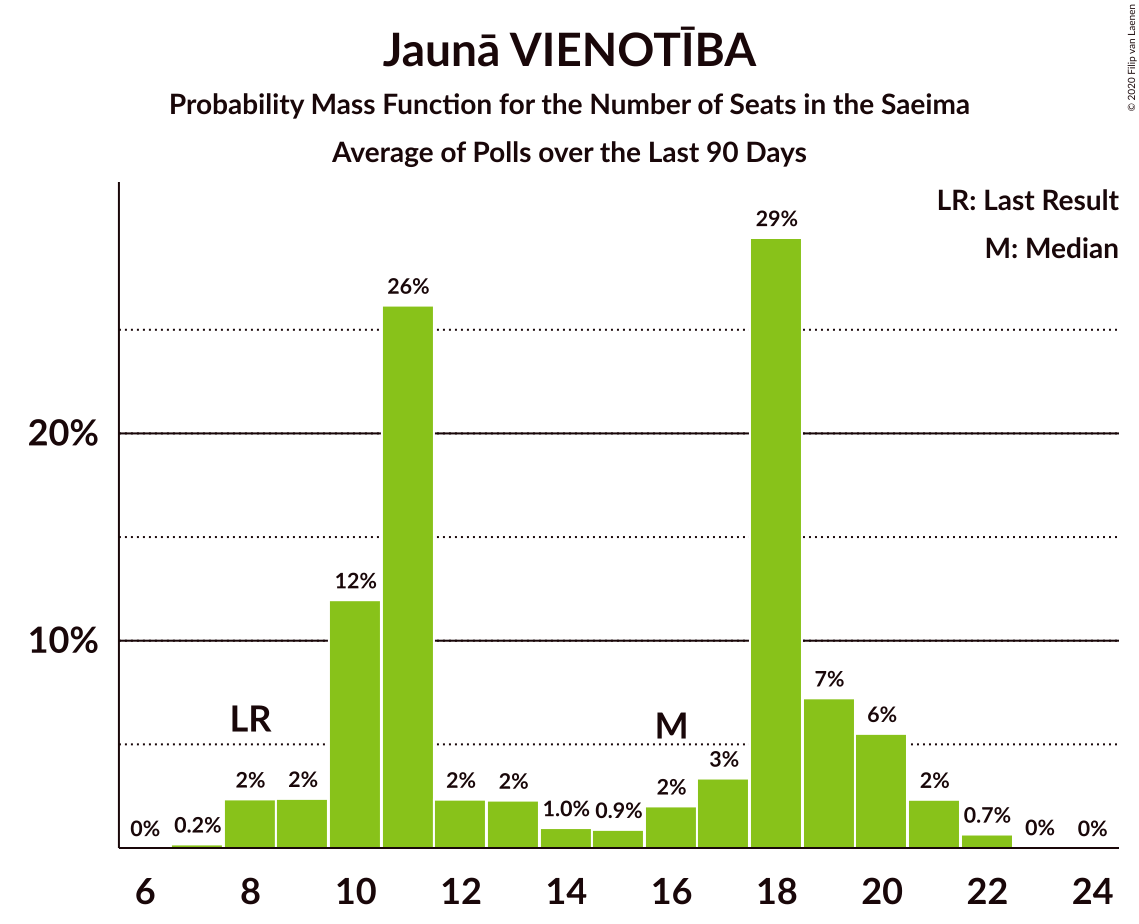 Jaunā VIENOTĪBA
Probability Mass Function for the Number of Seats in the Saeima
Average of Polls over the Last 90 Days
© 2020 Filip van Laenen
LR: Last Result
M: Median
29%
26%
20%
12%
10%
7%
LR
M
6%
3%
2%
2%
2%
2%
2%
2%
1.0%
0.9%
0.7%
0.2%
0%
0%
0%
6 8 10 12 14 16 18 20 22 24